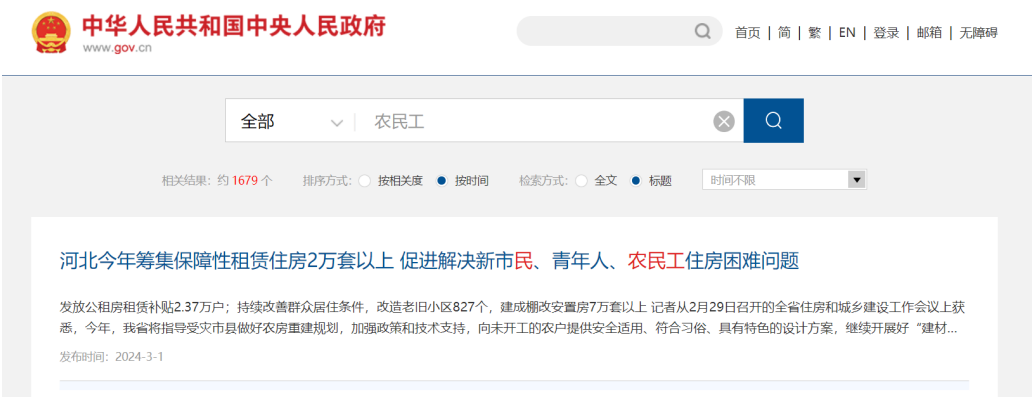 中华人民共和国中央人民政府
www.gov.cn
首页 | 简 | 繁 | EN | 登录 | 邮箱 | 无障碍
全部 农民工
相关结果：约 1679 个 排序方式： 按相关度 按时间 检索方式： 全文 标题 时间不限
河北今年筹集保障性租赁住房2万套以上 促进解决新市民、青年人、农民工住房困难问题
发放公租房租赁补贴2.37万户；持续改善群众居住条件，改造老旧小区827个，建成棚改安置房7万套以上 记者从2月29日召开的全省住房和城乡建设工作会议上获
悉，今年，我省将指导受灾市县做好农房重建规划，加强政策和技术支持，向未开工的农户提供安全适用、符合习俗、具有特色的设计方案，继续开展好“建材...
发布时间：2024-3-1